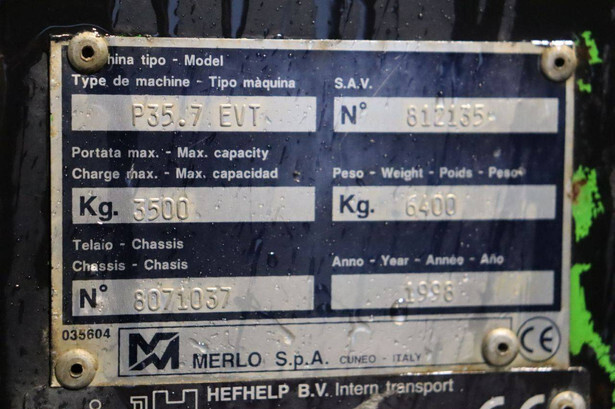 hina tipo - Model
Type de machine - Tipo màquina
P35.7 EVT
S.A.V.
N° 812135
Portata max. - Max. capacity
Charge max. - Max. capacidad
Kg. 3500
Peso - Weight - Poids - Peso
Kg. 6400
Telaio - Chassis
Chassis - Chasis
N° 8071037
Anno - Year - Année - Año
1998
035604
MERLO S.p.A. CUNEO - ITALY
CE
HEFHELP B.V. Intern transport